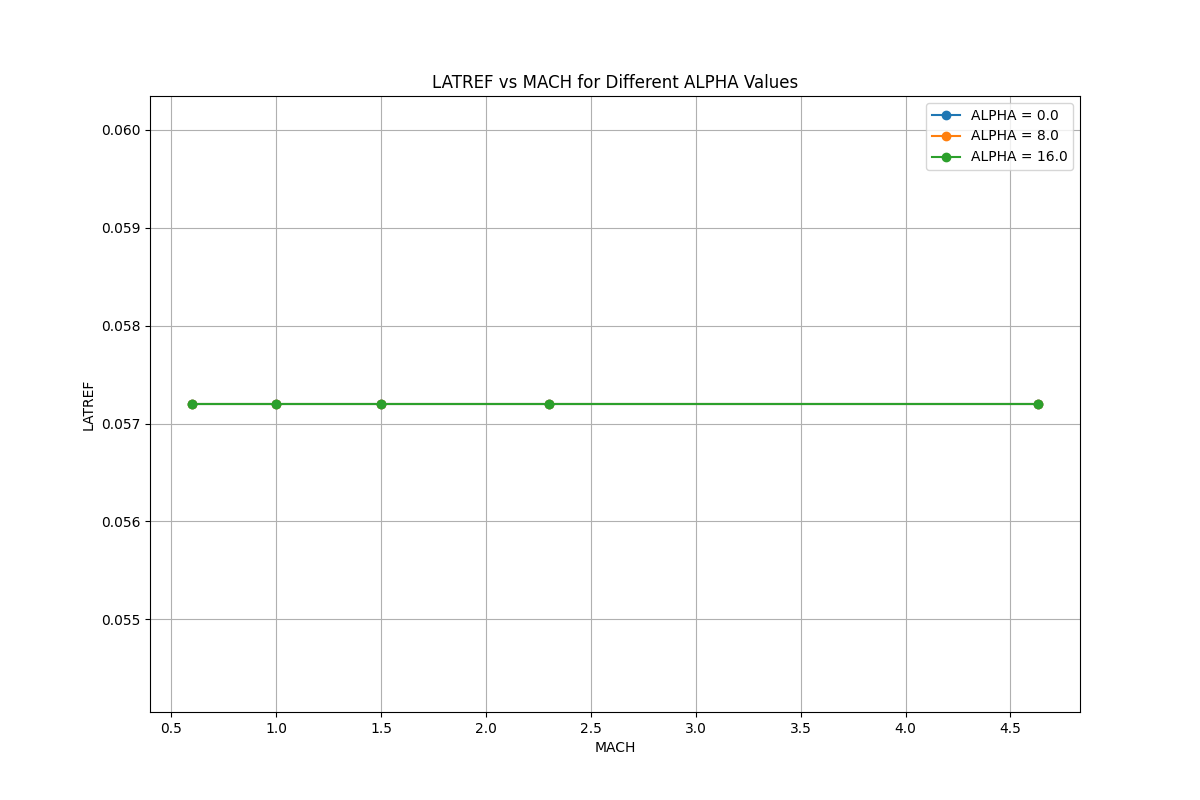 LATREF vs MACH for Different ALPHA Values
ALPHA = 0.0
ALPHA = 8.0
ALPHA = 16.0
0.060
0.059
0.058
0.057
0.056
0.055
LATREF
0.5 1.0 1.5 2.0 2.5 3.0 3.5 4.0 4.5
MACH